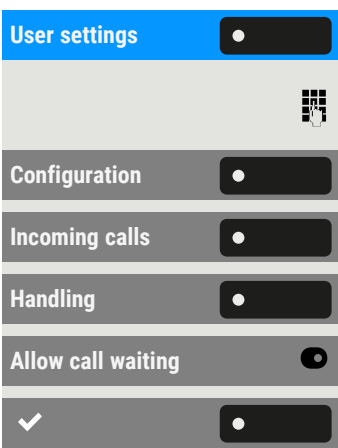 User settings
Configuration
Incoming calls
Handling
Allow call waiting